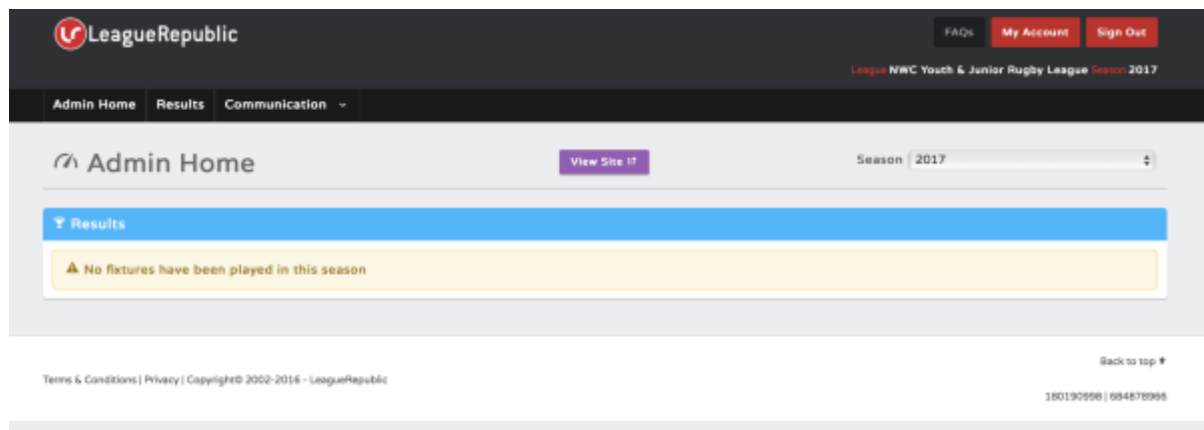 LeagueRepublic
FAQs My Account Sign Out
League NWC Youth & Junior Rugby League Season 2017
Admin Home Results Communication
Admin Home View Site Season 2017
Results
No fixtures have been played in this season
Back to top
Terms & Conditions | Privacy | Copyright© 2002-2016 - LeagueRepublic
180190998 | 684878966